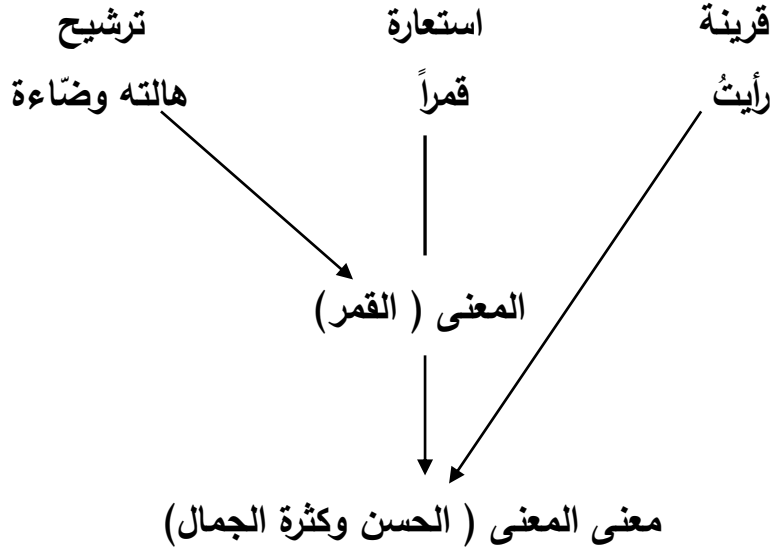 قرينة استعارة ترشيح
رأيتُ قمراً هالته وضّاءة
المعنى ( القمر)
معنى المعنى ( الحسن وكثرة الجمال)